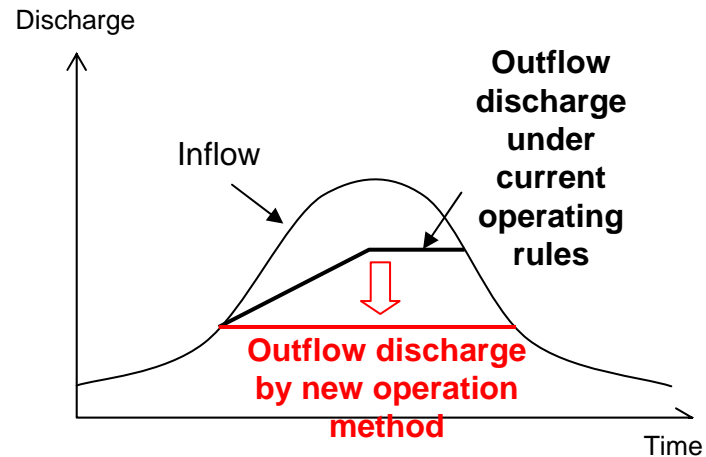 Discharge
Outflow
discharge
under
current
operating
rules
Inflow
Outflow discharge
by new operation
method
Time